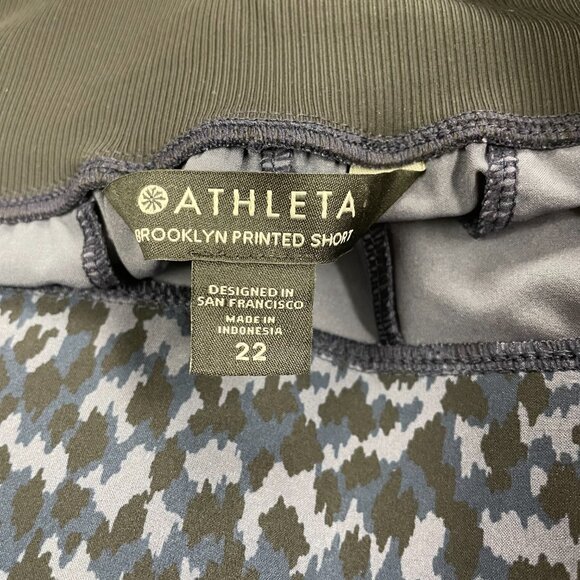 ATHLETA
BROOKLYN PRINTED SHORT
DESIGNED IN
SAN FRANCISCO
MADE IN
INDONESIA
22